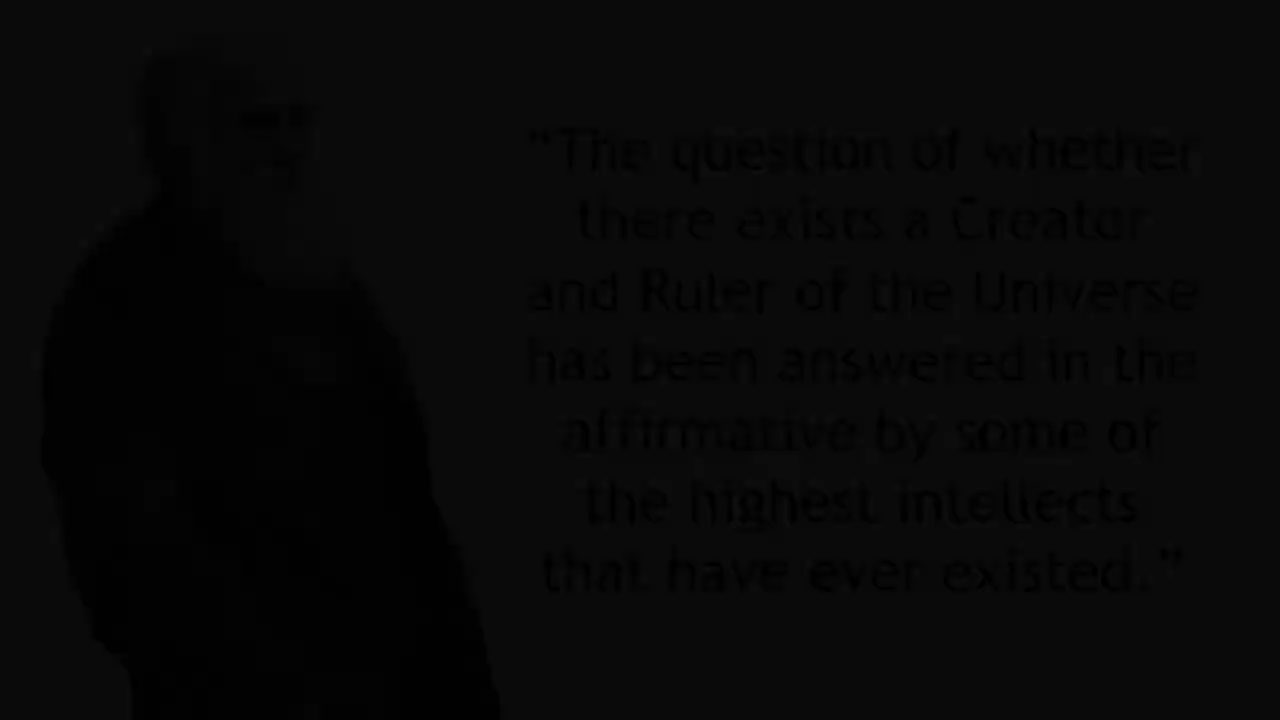 “The question of whether
there exists a Creator
and Ruler of the Universe
has been answered in the
affirmative by some of
the highest intellects
that have ever existed.”